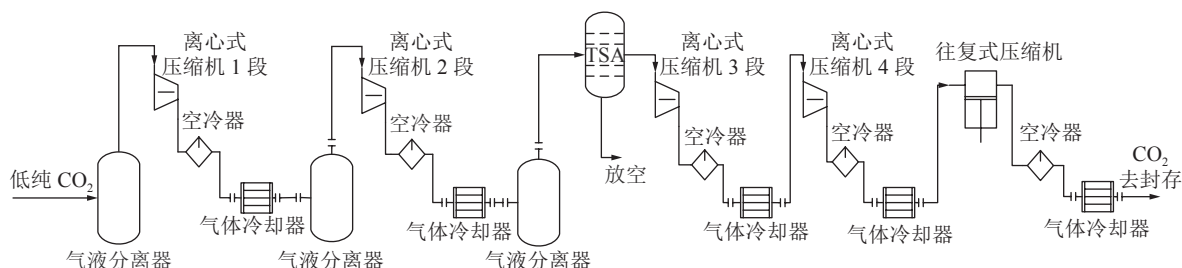 低纯 CO2
气液分离器
离心式
压缩机 1 段
空冷器
气体冷却器
气液分离器
离心式
压缩机 2 段
空冷器
气体冷却器
气液分离器
TSA
放空
离心式
压缩机 3 段
空冷器
气体冷却器
离心式
压缩机 4 段
空冷器
气体冷却器
往复式压缩机
空冷器
气体冷却器
CO2
去封存